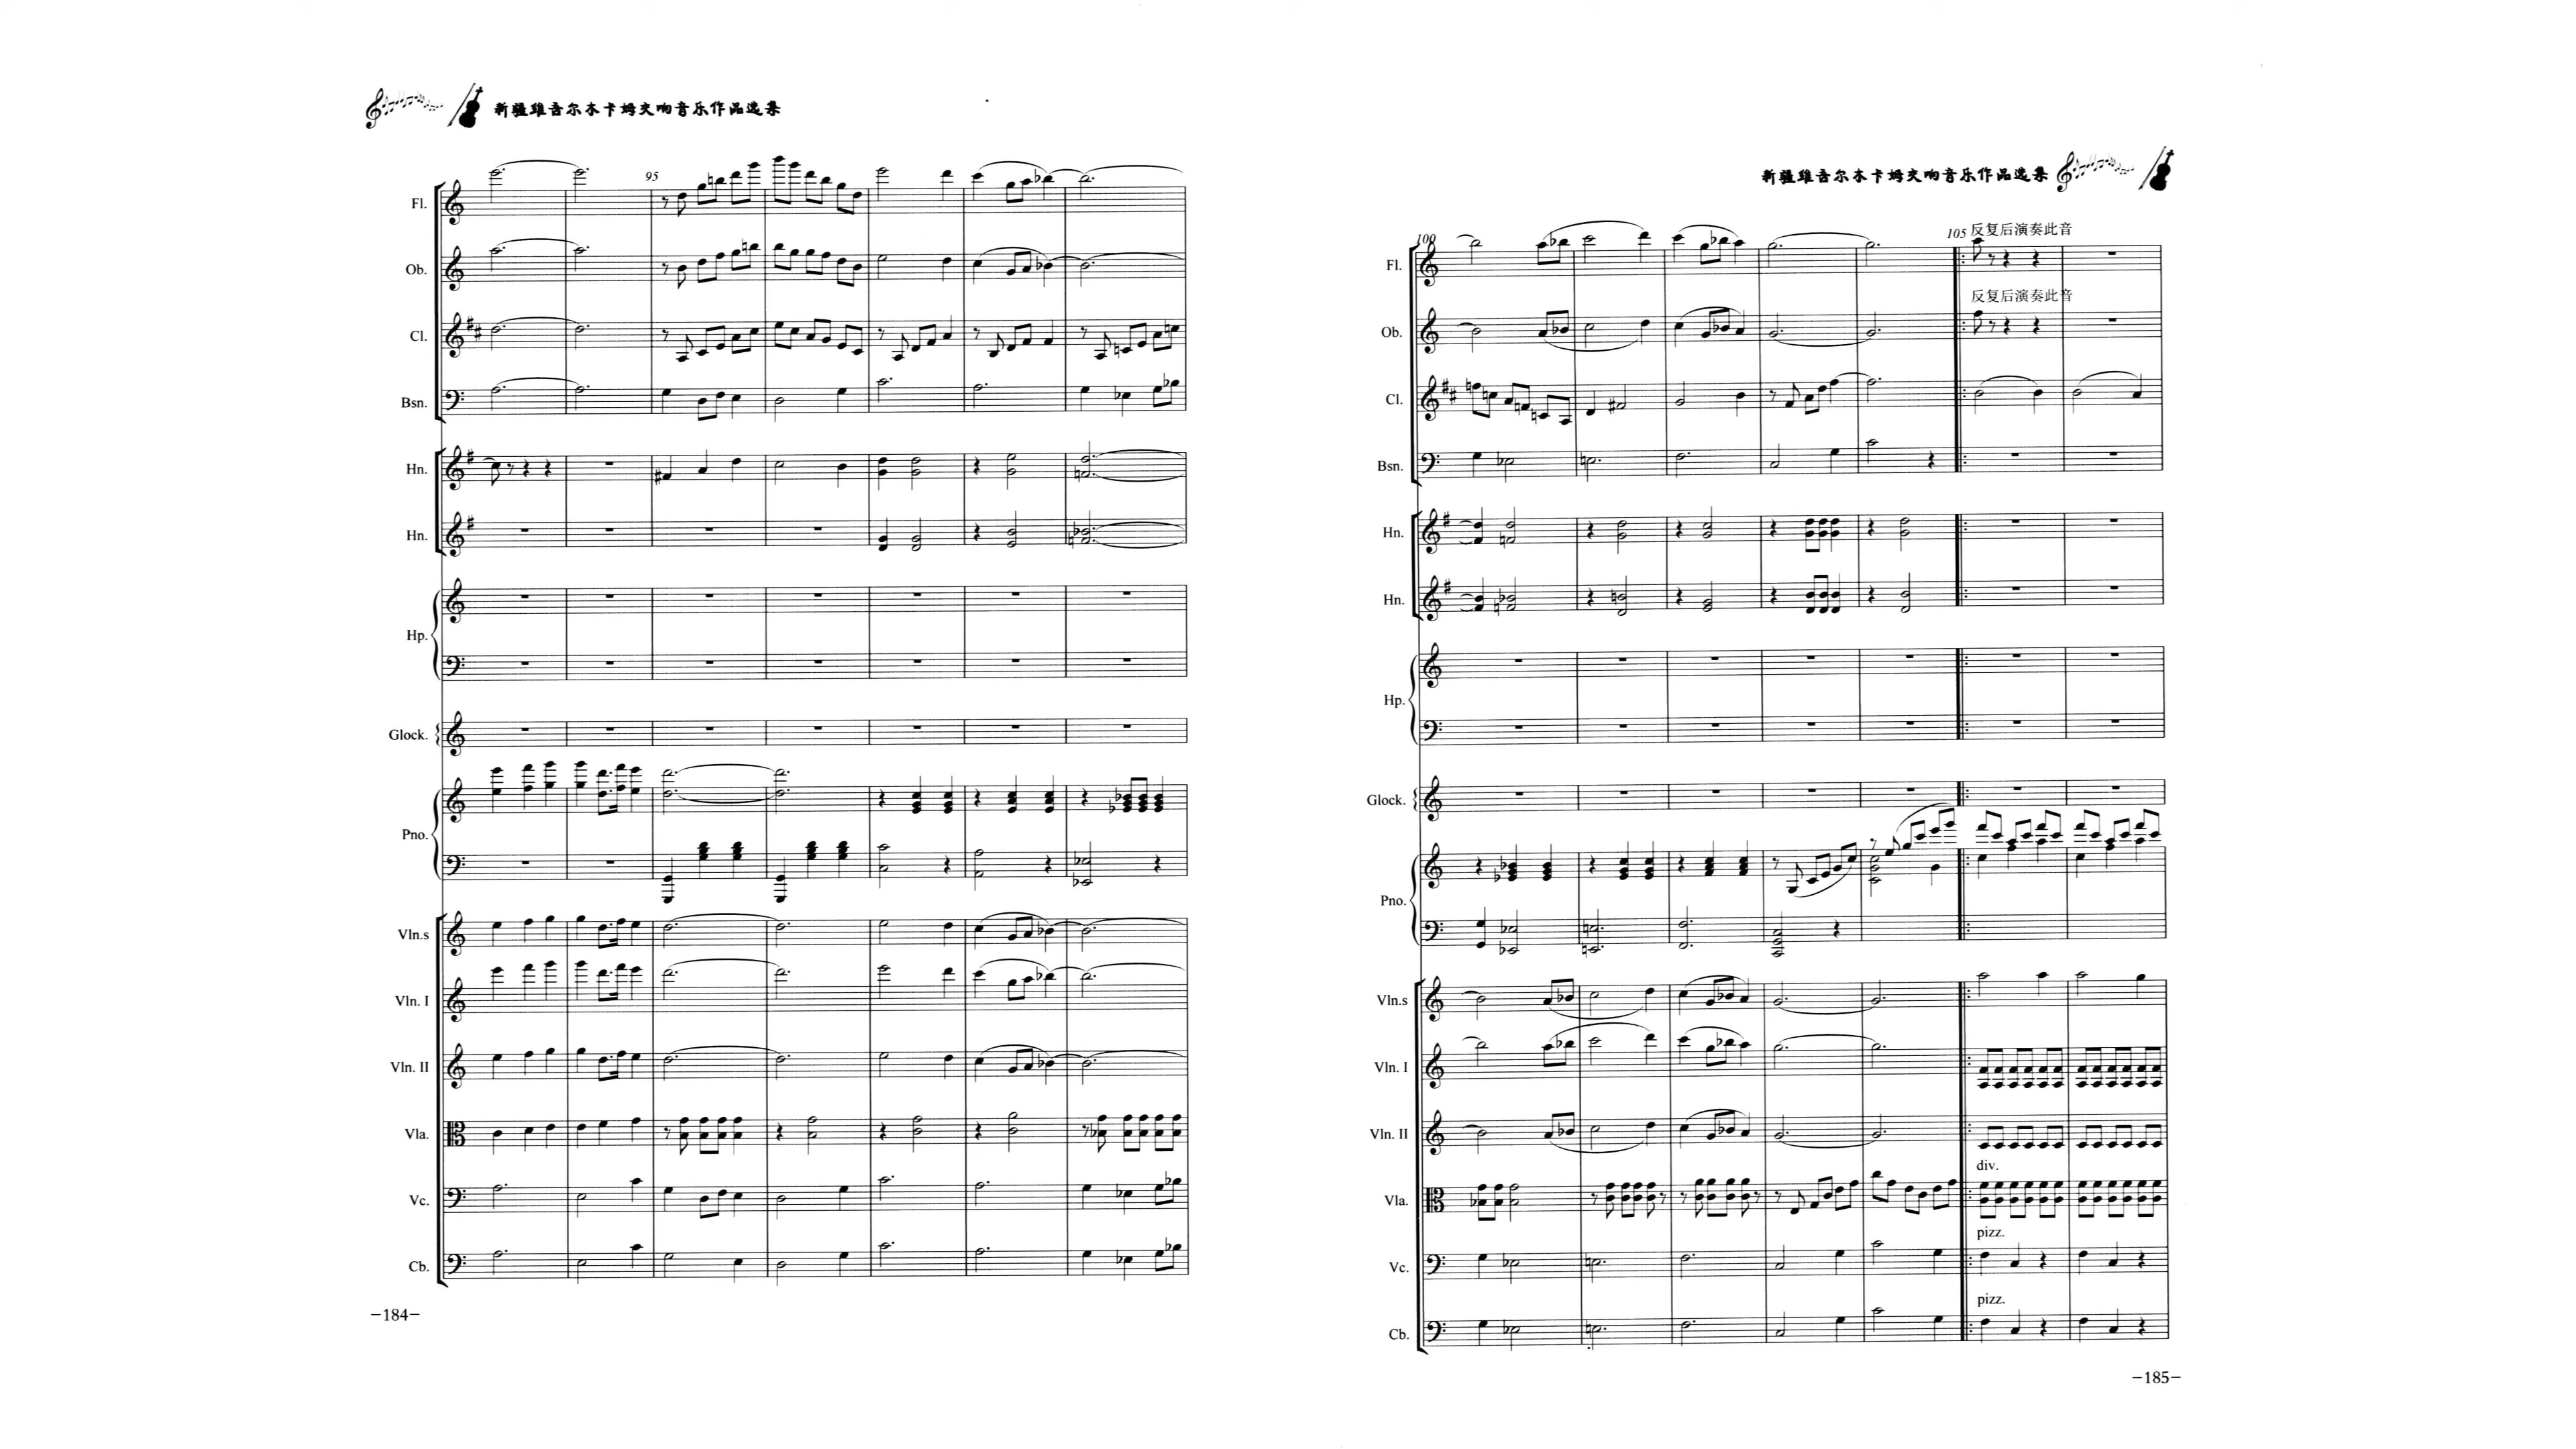 新疆维吾尔木卡姆交响音乐作品选集
95
Fl.
Ob.
Cl.
Bsn.
Hn.
Hn.
Hp.
Glock.
Pno.
Vln.s
Vln. I
Vln. II
Vla.
Vc.
Cb.
-184-
新疆维吾尔木卡姆交响音乐作品选集
100
105 反复后演奏此音
Fl.
反复后演奏此音
Ob.
Cl.
Bsn.
Hn.
Hn.
Hp.
Glock.
Pno.
Vln.s
Vln. I
Vln. II
div.
Vla.
pizz.
Vc.
pizz.
Cb.
-185-